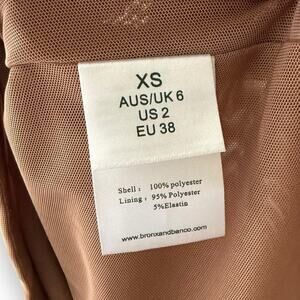 XS
AUS/UK 6
US 2
EU 38
Shell: 100% polyester
Lining: 95% Polyester
5%Elastin
www.bronxandbanco.com